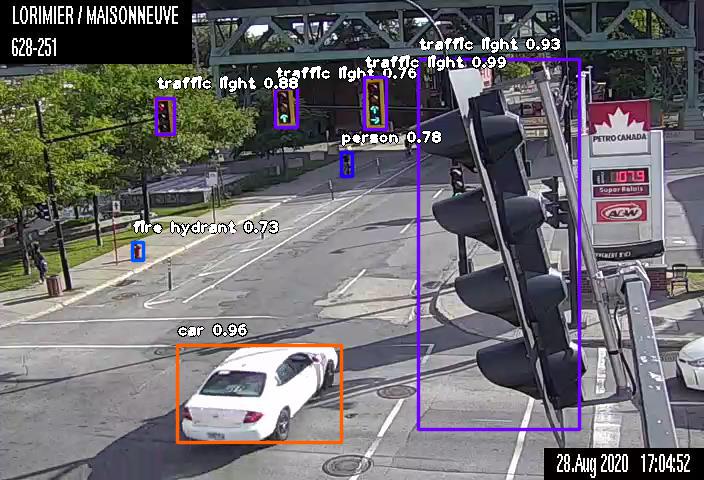 LORIMIER / MAISONNEUVE
628-251
traffic light 0.93
traffic light 0.99
traffic light 0.76
traffic light 0.88
person 0.78
PETRO-CANADA
107.9
Super Relais
A&W
fire hydrant 0.73
car 0.96
28.Aug 2020 17:04:52